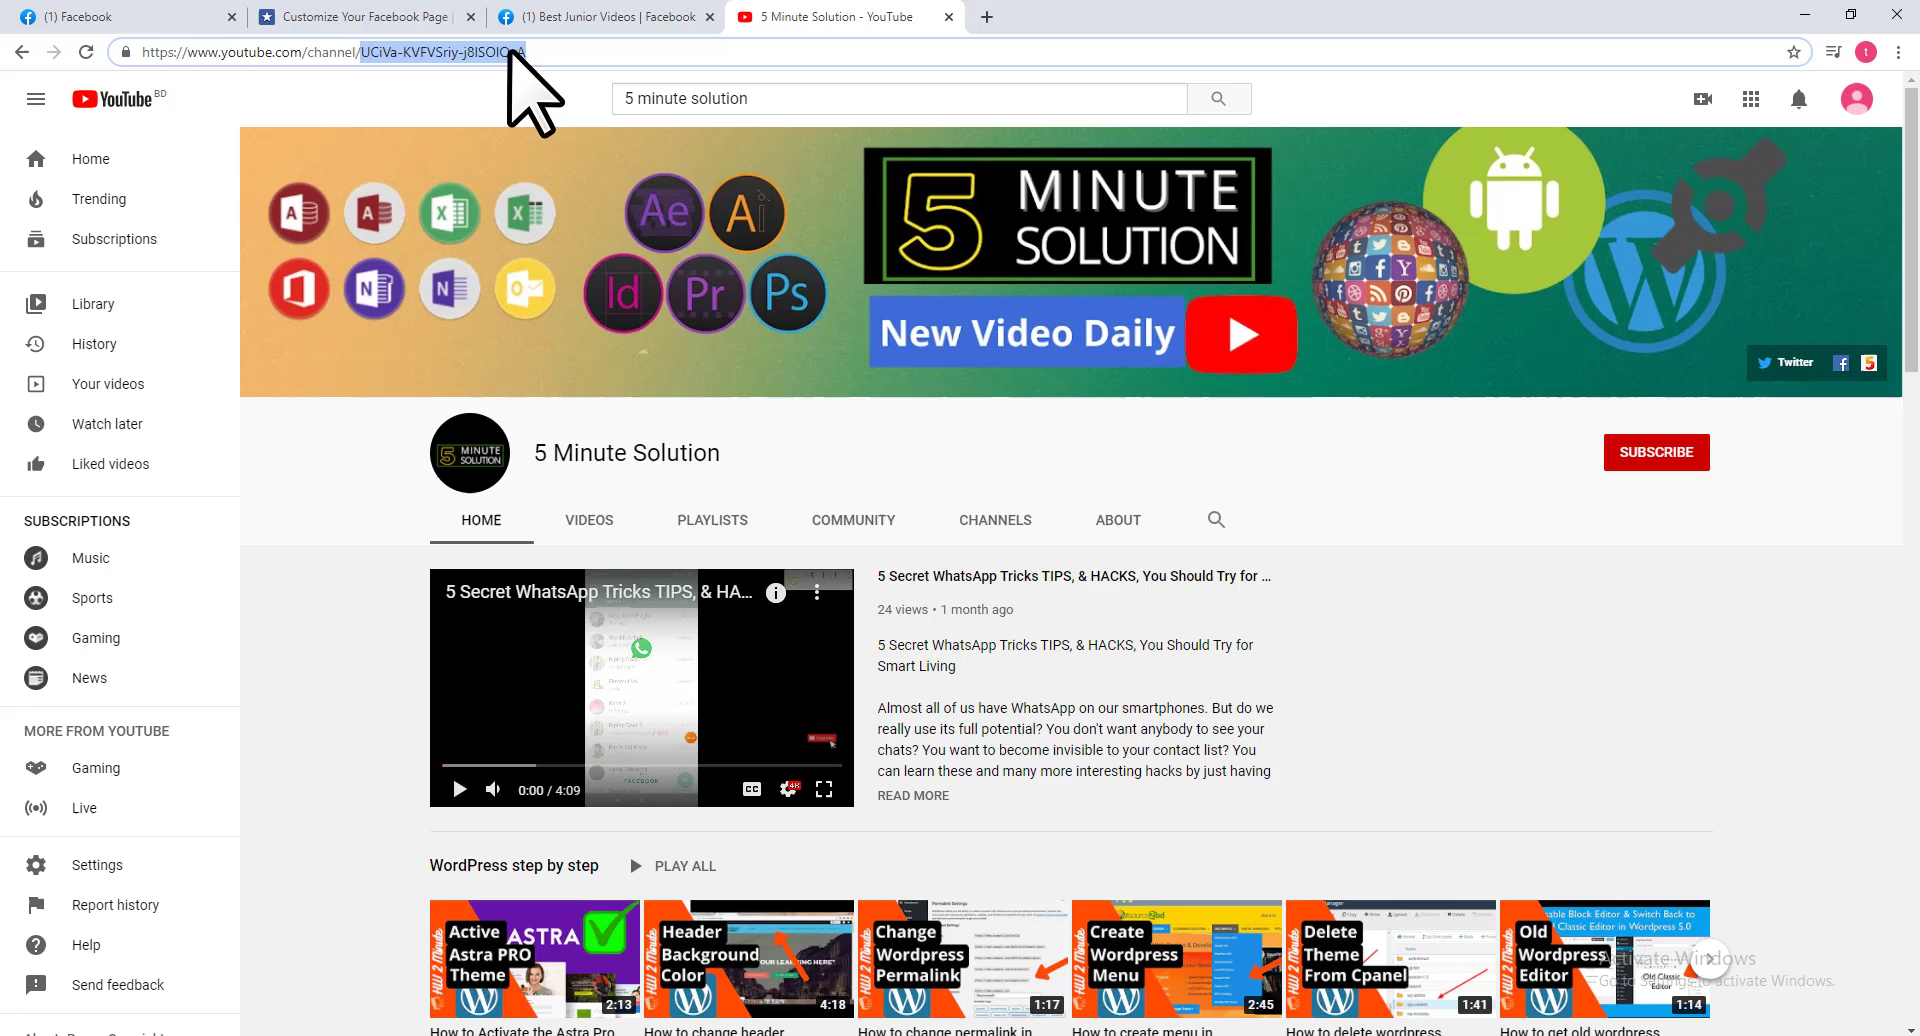 (1) Facebook
Customize Your Facebook Page |
(1) Best Junior Videos | Facebook
5 Minute Solution - YouTube
https://www.youtube.com/channel/UCiVa-KVFVSriy-j8ISOIO
t
YouTube BD
5 minute solution
Home
Trending
Subscriptions
Library
History
Your videos
Watch later
Liked videos
SUBSCRIPTIONS
Music
Sports
Gaming
News
MORE FROM YOUTUBE
Gaming
Live
Settings
Report history
Help
Send feedback
Ae
Ai
Id
Pr
Ps
5 MINUTE
SOLUTION
New Video Daily
Twitter
5 MINUTE
SOLUTION
5 Minute Solution
SUBSCRIBE
HOME
VIDEOS
PLAYLISTS
COMMUNITY
CHANNELS
ABOUT
5 Secret WhatsApp Tricks TIPS, & HA...
0:00 / 4:09
CC
4K
5 Secret WhatsApp Tricks TIPS, & HACKS, You Should Try for ...
24 views • 1 month ago
5 Secret WhatsApp Tricks TIPS, & HACKS, You Should Try for
Smart Living
Almost all of us have WhatsApp on our smartphones. But do we
really use its full potential? You don't want anybody to see your
chats? You want to become invisible to your contact list? You
can learn these and many more interesting hacks by just having
READ MORE
WordPress step by step
PLAY ALL
Active
Astra PRO
Theme
ASTRA
2:13
Header
Background
Color
4:18
Change
Wordpress
Permalink
1:17
Create
Wordpress
Menu
2:45
Delete
Theme
From Cpanel
1:41
Old
Wordpress
Editor
1:14
Activate Windows
Go to Settings to activate Windows.
How to Activate the Astra Pro
How to change header
How to change permalink in
How to create menu in
How to delete wordpress
How to get old wordpress